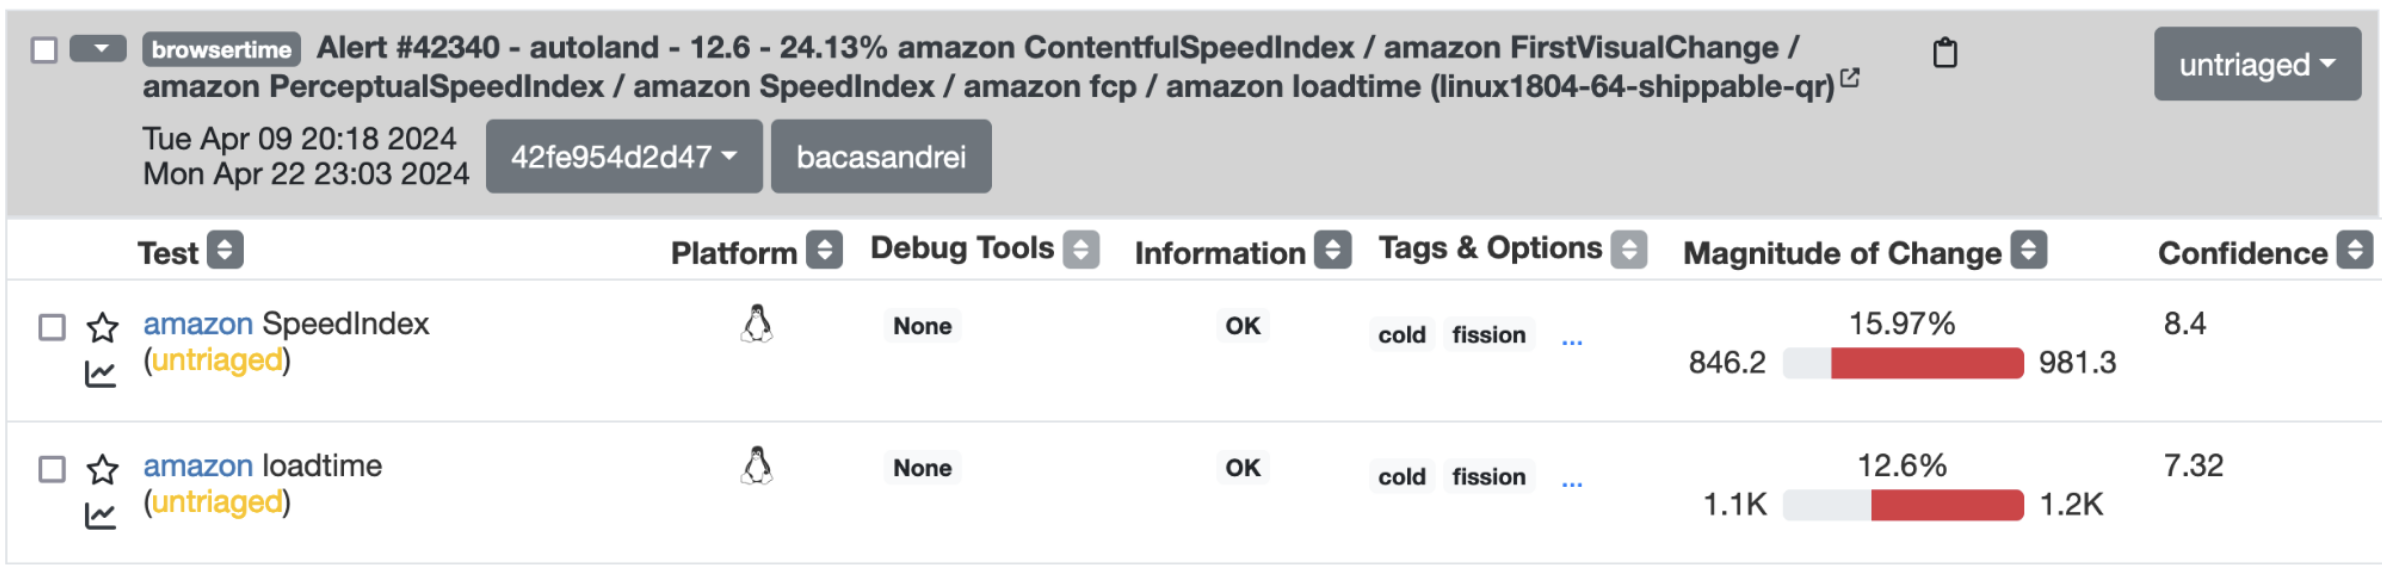 browsertime Alert #42340 - autoland - 12.6 - 24.13% amazon ContentfulSpeedIndex / amazon FirstVisualChange /
amazon PerceptualSpeedIndex / amazon SpeedIndex / amazon fcp / amazon loadtime (linux1804-64-shippable-qr)
untriaged
Tue Apr 09 20:18 2024
Mon Apr 22 23:03 2024
42fe954d2d47
bacasandrei
Test Platform Debug Tools Information Tags & Options Magnitude of Change Confidence
amazon SpeedIndex
(untriaged)
None
OK
cold fission ...
15.97%
846.2 981.3
8.4
amazon loadtime
(untriaged)
None
OK
cold fission ...
12.6%
1.1K 1.2K
7.32